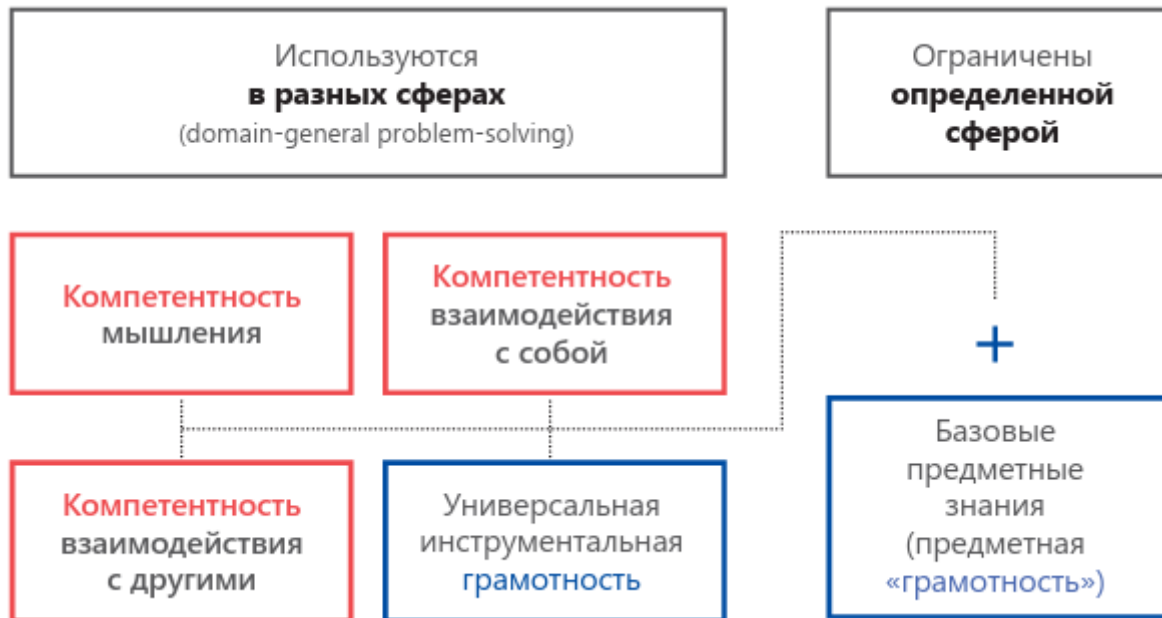 Используются
в разных сферах
(domain-general problem-solving)
Ограничены
определенной
сферой
Компетентность
мышления
Компетентность
взаимодействия
с собой
+
Компетентность
взаимодействия
с другими
Универсальная
инструментальная
грамотность
Базовые
предметные
знания
(предметная
«грамотность»)